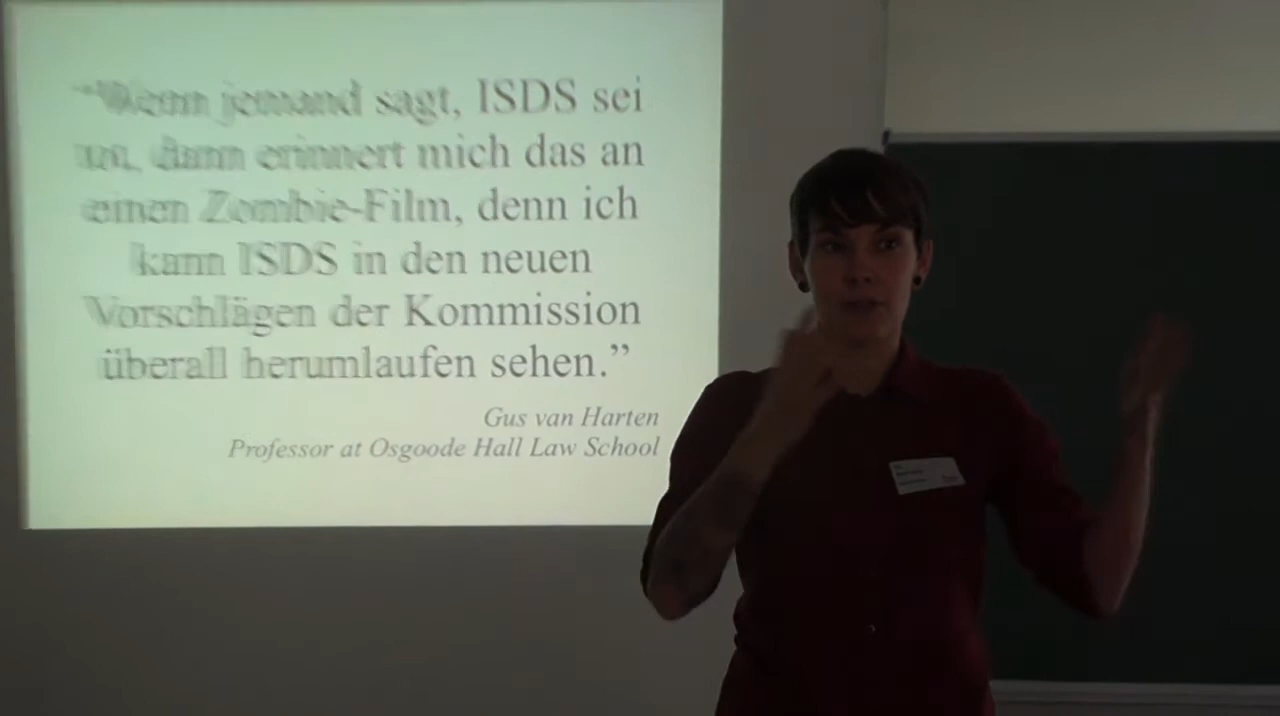 “Wenn jemand sagt, ISDS sei
tot, dann erinnert mich das an
einen Zombie-Film, denn ich
kann ISDS in den neuen
Vorschlägen der Kommission
überall herumlaufen sehen.”
Gus van Harten
Professor at Osgoode Hall Law School